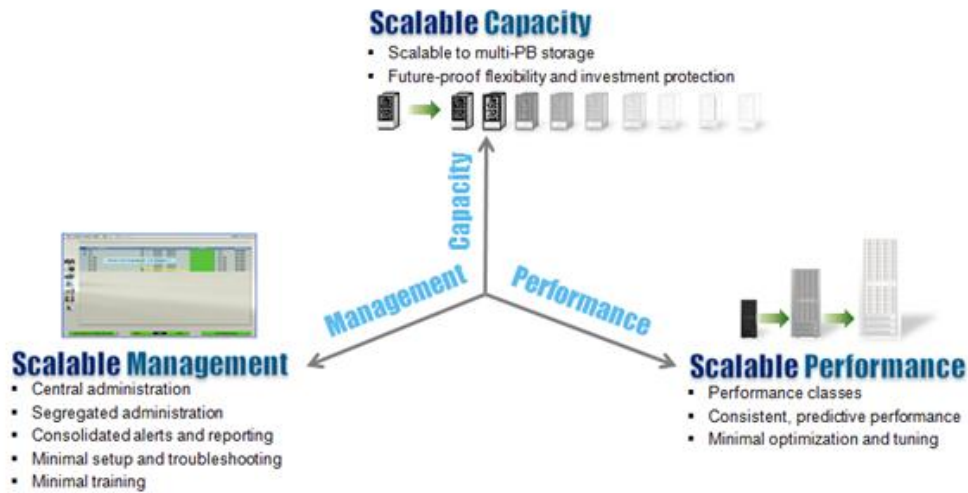 Scalable Capacity
▪ Scalable to multi-PB storage
▪ Future-proof flexibility and investment protection
Capacity
Management
Performance
Scalable Management
▪ Central administration
▪ Segregated administration
▪ Consolidated alerts and reporting
▪ Minimal setup and troubleshooting
▪ Minimal training
Scalable Performance
▪ Performance classes
▪ Consistent, predictive performance
▪ Minimal optimization and tuning